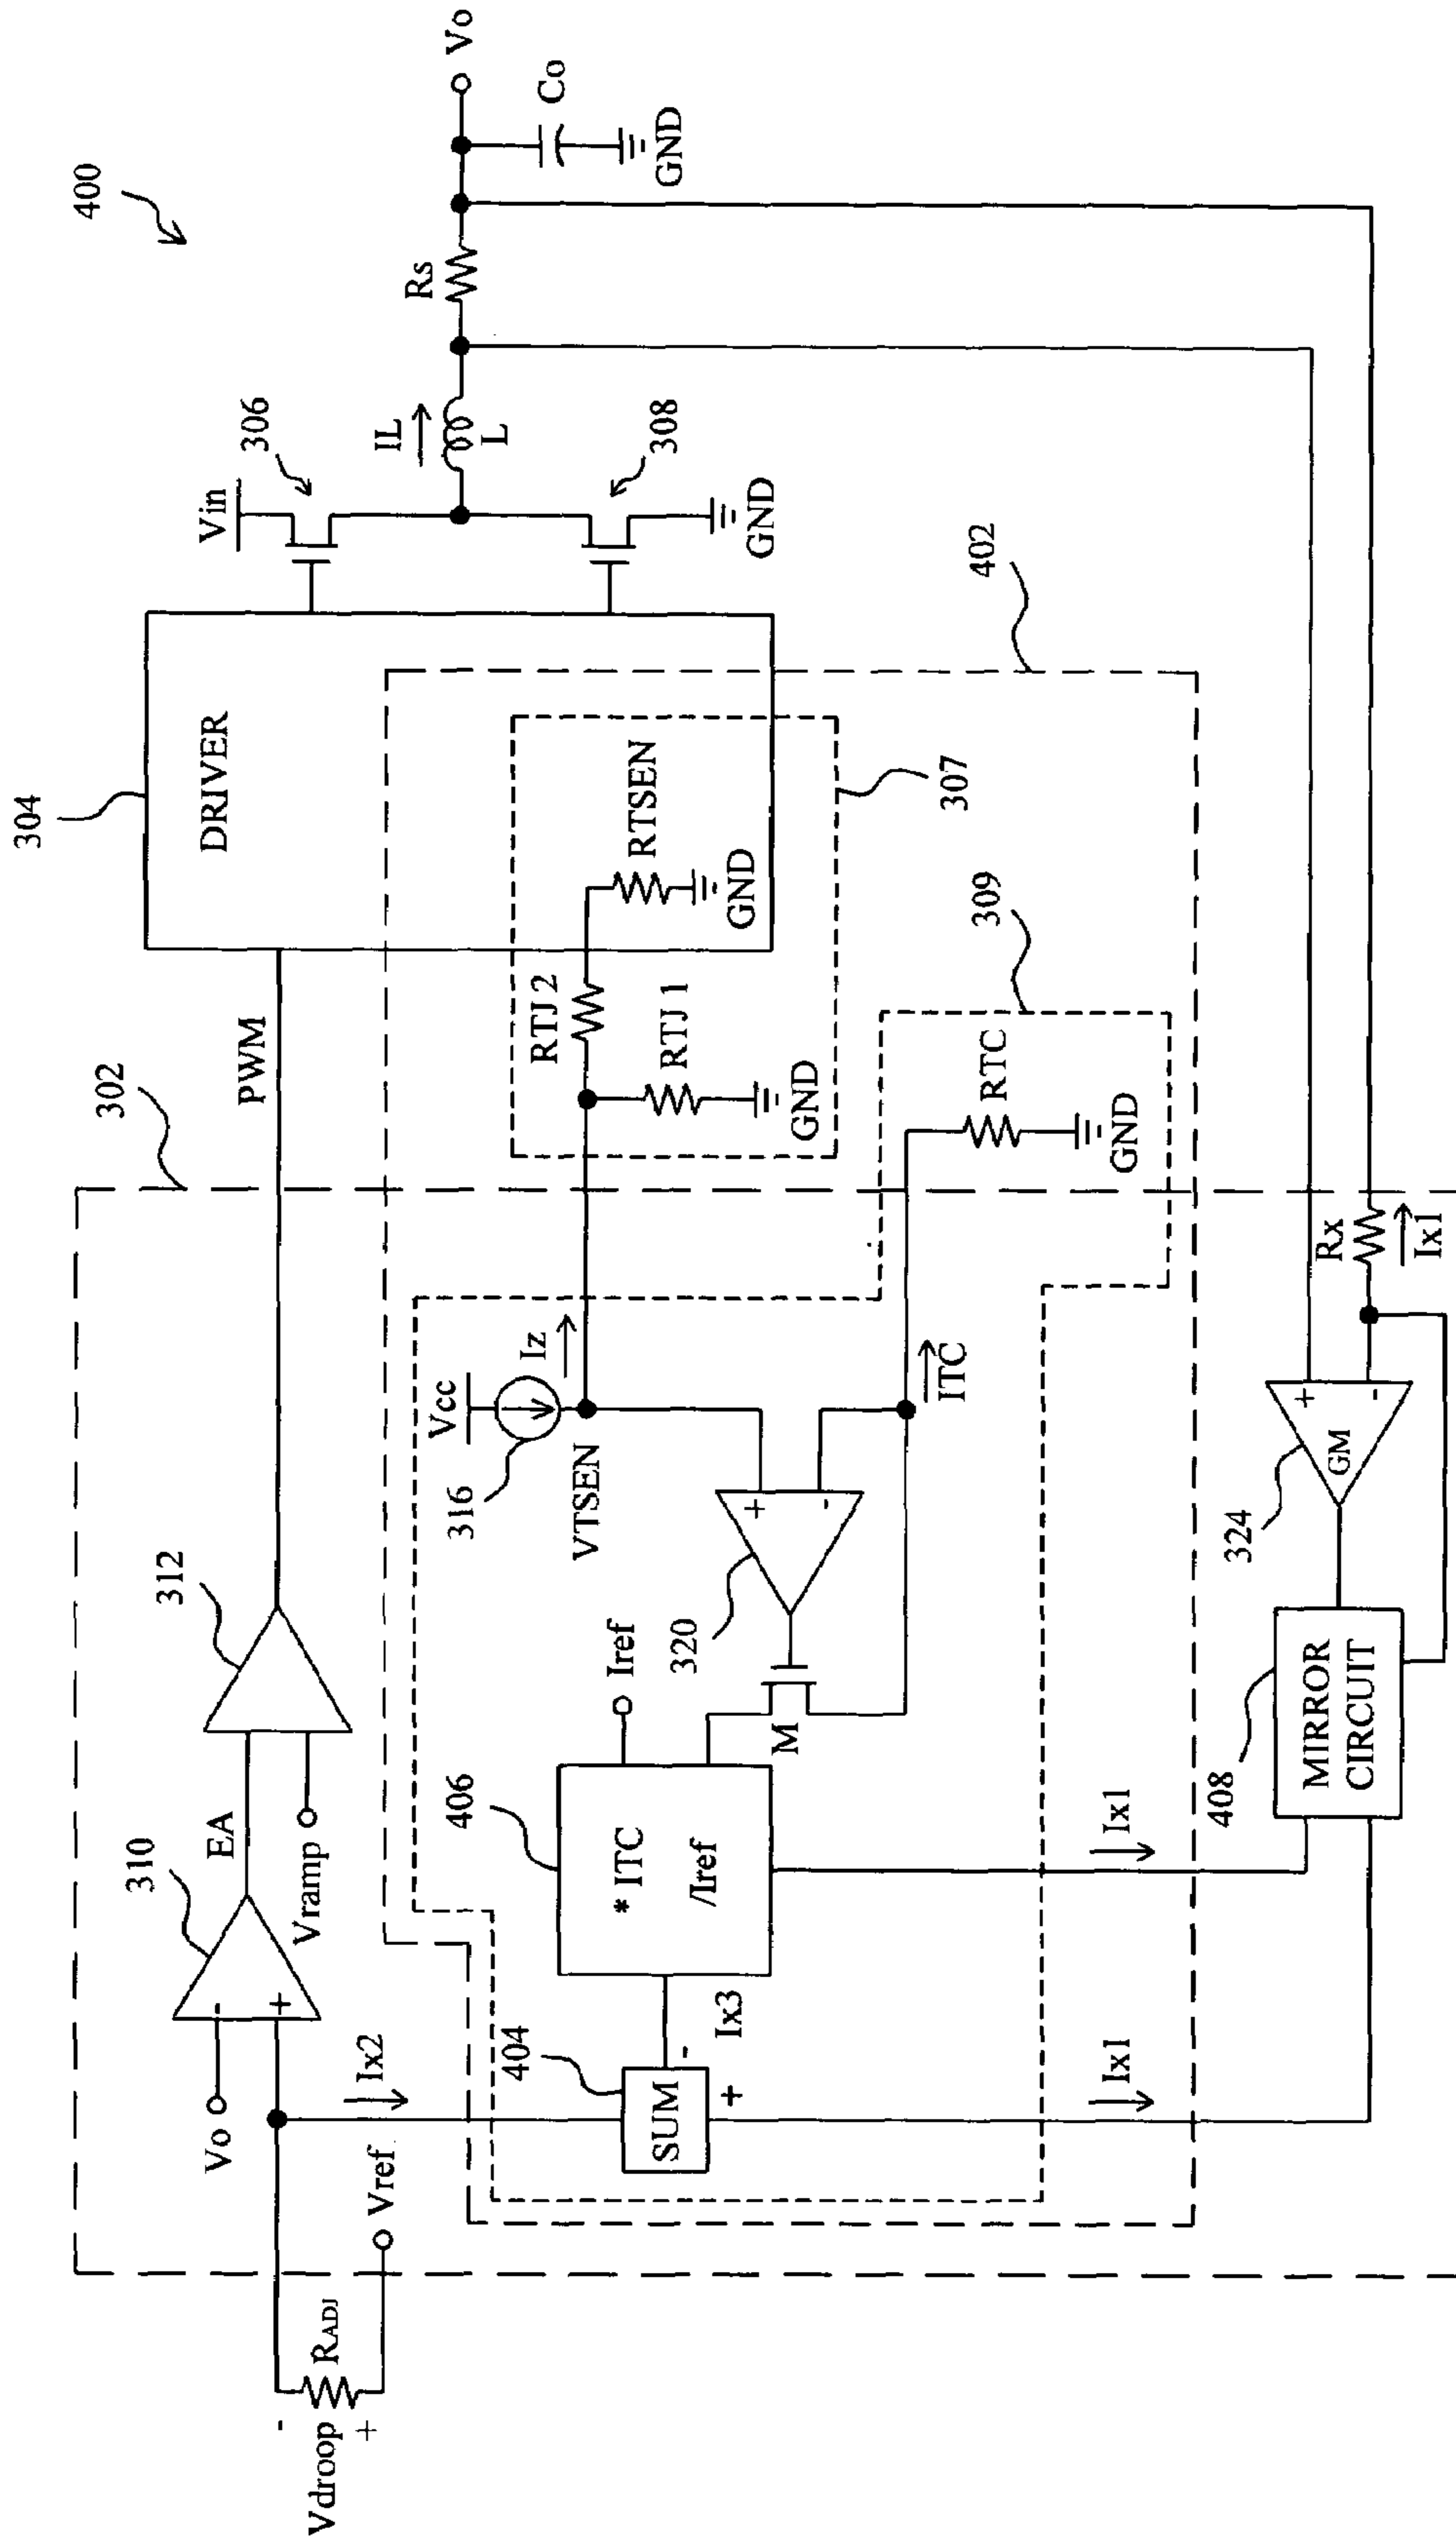 400
304
DRIVER
Vin
306
IL
L
308
GND
Rs
Vo
Co
GND
302
PWM
312
310
EA
Vramp
Vo
-
+
Vdroop
-
+
RADJ
Vref
Ix2
402
307
RTSEN
GND
RTJ 2
RTJ 1
GND
309
RTC
GND
Vcc
Iz
316
VTSEN
ITC
+
-
320
M
Iref
406
* ITC
/Iref
Ix3
404
SUM
-
+
Ix1
Ix1
Rx
Ix1
+
-
GM
324
408
MIRROR
CIRCUIT